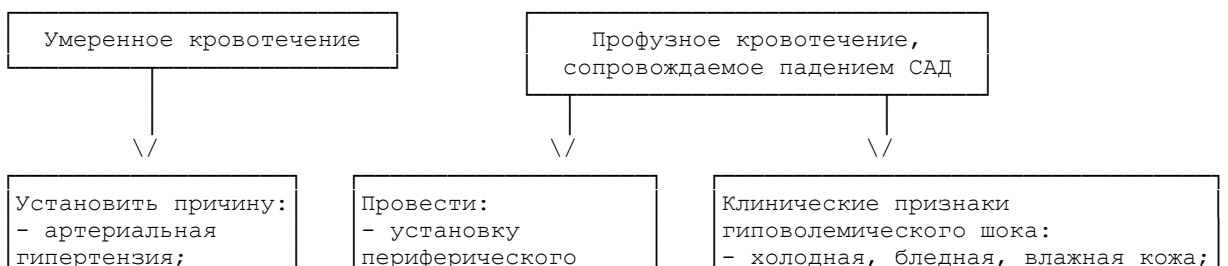 Умеренное кровотечение
Профузное кровотечение,
сопровождаемое падением САД
Установить причину:
- артериальная
гипертензия;
Провести:
- установку
периферического
Клинические признаки
гиповолемического шока:
- холодная, бледная, влажная кожа;